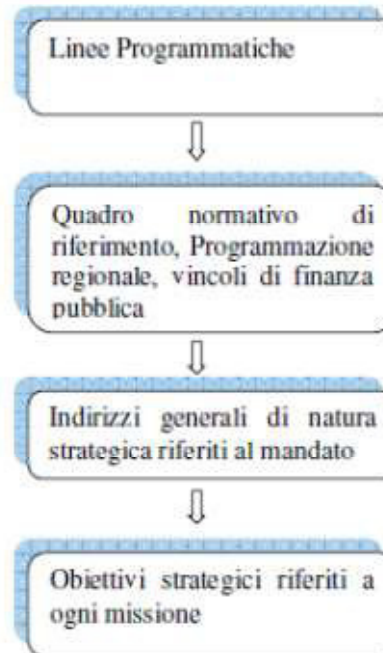 Linee Programmatiche
Quadro normativo di
riferimento, Programmazione
regionale, vincoli di finanza
pubblica
Indirizzi generali di natura
strategica riferiti al mandato
Obiettivi strategici riferiti a
ogni missione